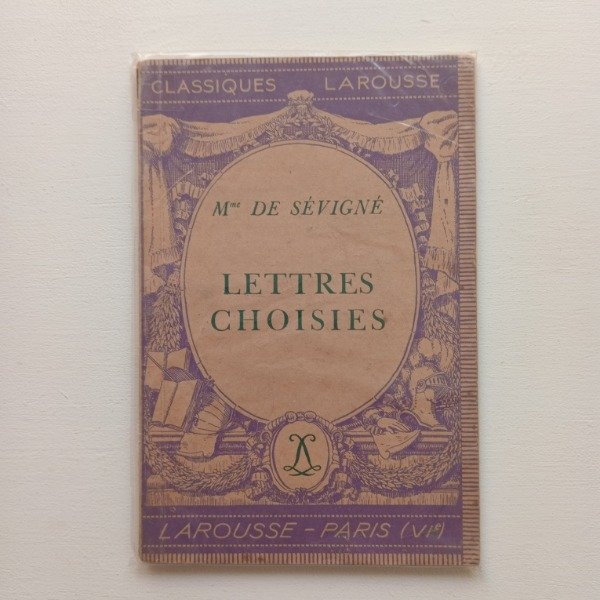 CLASSIQUES LAROUSSE
Mme DE SÉVIGNÉ
LETTRES
CHOISIES
L
LAROUSSE – PARIS (VIe)